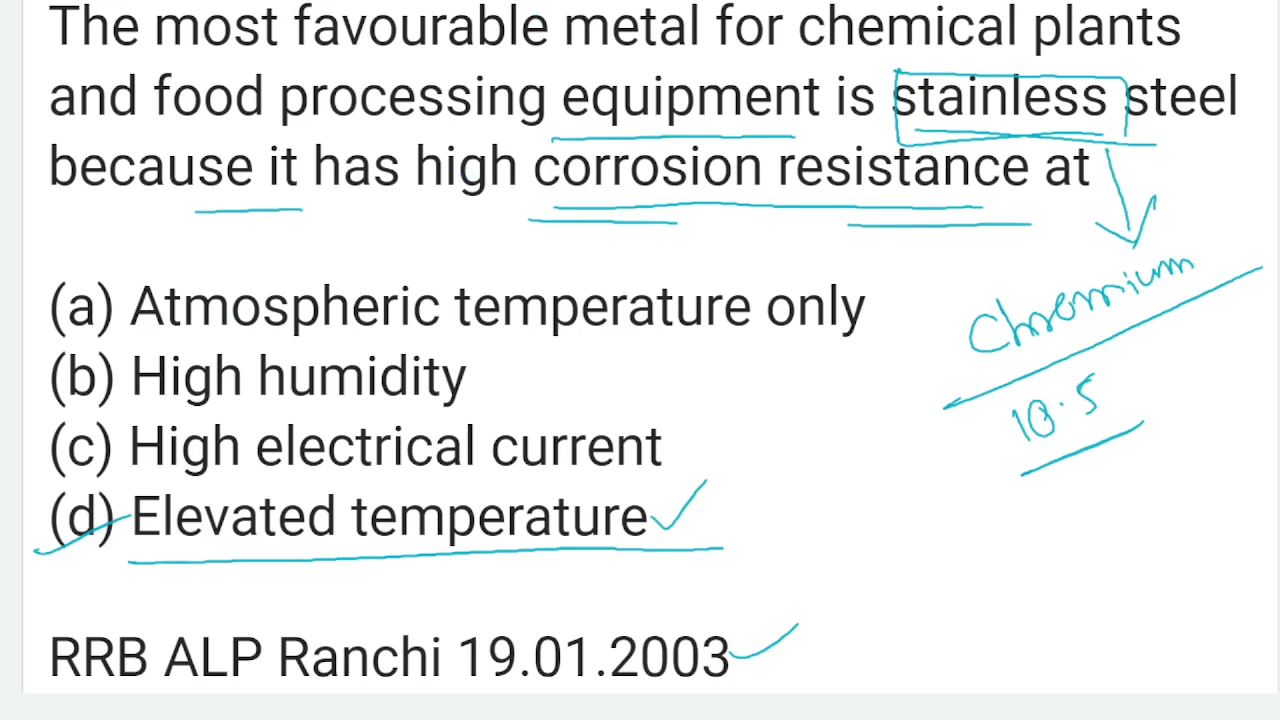 The most favourable metal for chemical plants
and food processing equipment is stainless steel
because it has high corrosion resistance at
(a) Atmospheric temperature only
(b) High humidity
(c) High electrical current
(d) Elevated temperature
Chromium
10.5
RRB ALP Ranchi 19.01.2003